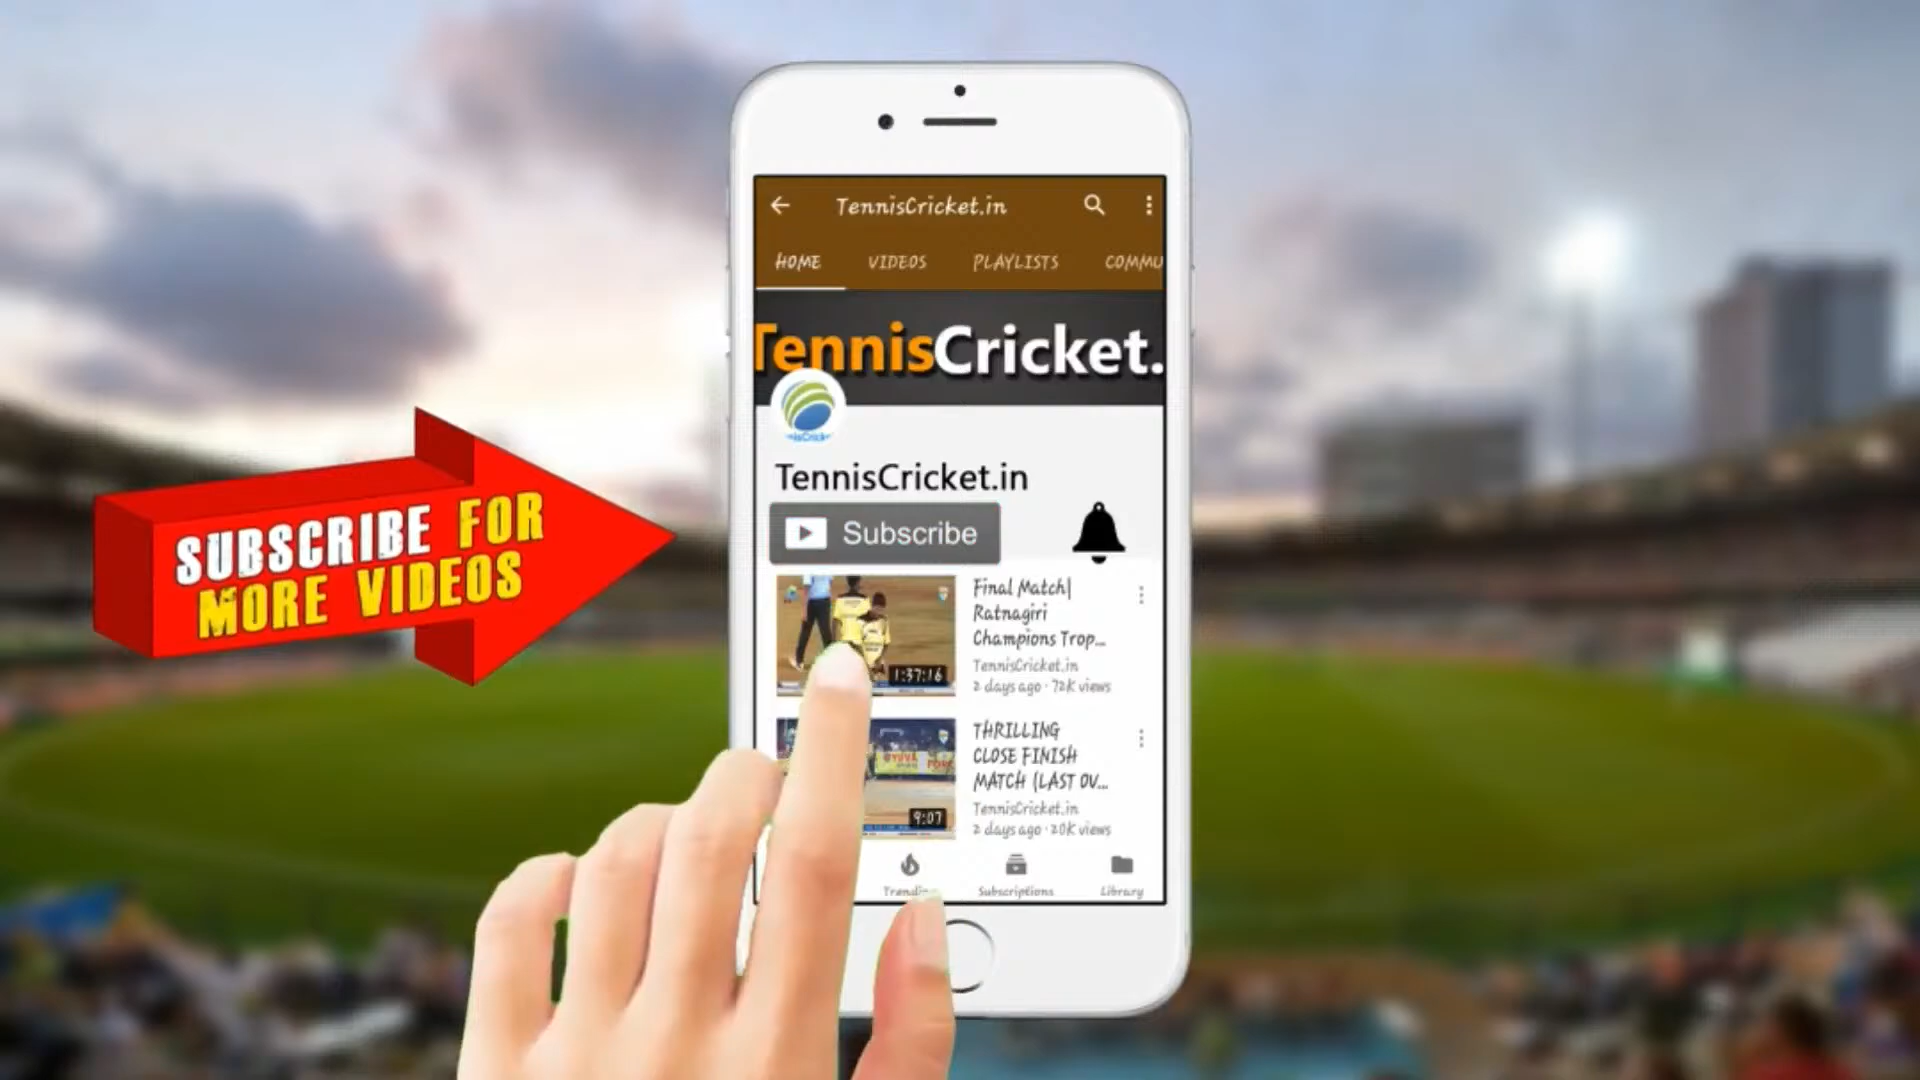 TennisCricket.in
HOME VIDEOS PLAYLISTS COMMU
TennisCricket.
TennisCricket.in
Subscribe
SUBSCRIBE FOR
MORE VIDEOS
1:37:16
Final Match|
Ratnagiri
Champions Trop...
TennisCricket.in
2 days ago · 72K views
9:07
THRILLING
CLOSE FINISH
MATCH (LAST OV...
TennisCricket.in
2 days ago · 20K views
Subscriptions Library